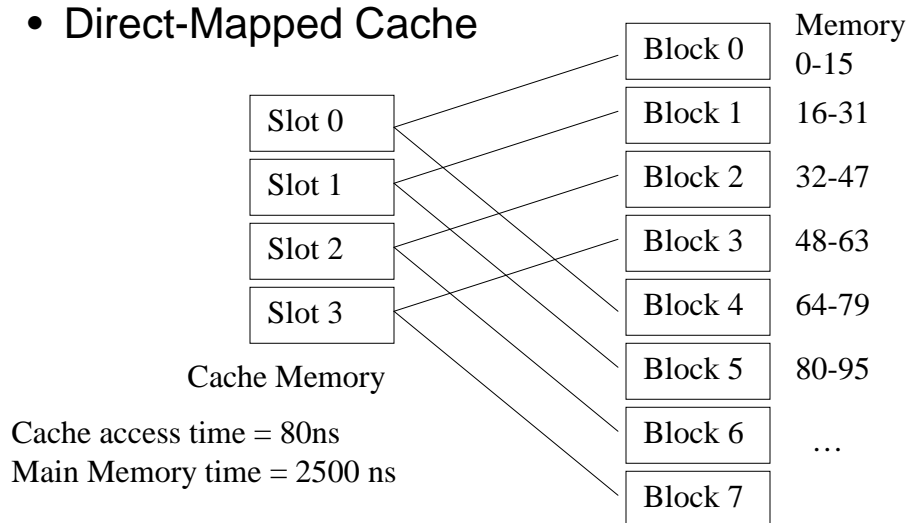 • Direct-Mapped Cache
Slot 0
Slot 1
Slot 2
Slot 3
Cache Memory
Cache access time = 80ns
Main Memory time = 2500 ns
Memory
Block 0
0-15
Block 1
16-31
Block 2
32-47
Block 3
48-63
Block 4
64-79
Block 5
80-95
Block 6
…
Block 7